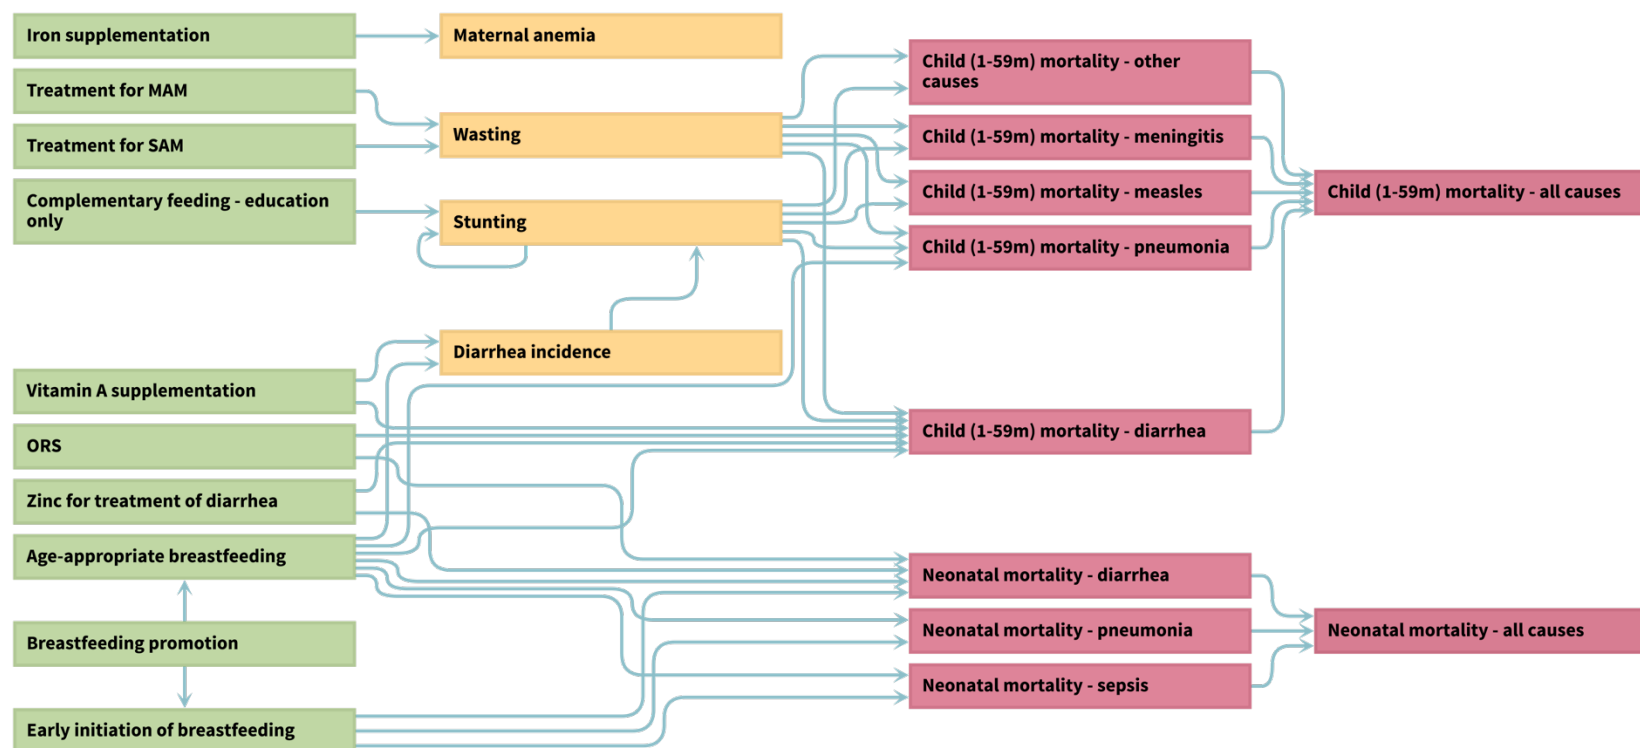 Iron supplementation
Treatment for MAM
Treatment for SAM
Complementary feeding - education
only
Vitamin A supplementation
ORS
Zinc for treatment of diarrhea
Age-appropriate breastfeeding
Breastfeeding promotion
Early initiation of breastfeeding
Maternal anemia
Wasting
Stunting
Diarrhea incidence
Child (1-59m) mortality - other
causes
Child (1-59m) mortality - meningitis
Child (1-59m) mortality - measles
Child (1-59m) mortality - pneumonia
Child (1-59m) mortality - diarrhea
Neonatal mortality - diarrhea
Neonatal mortality - pneumonia
Neonatal mortality - sepsis
Child (1-59m) mortality - all causes
Neonatal mortality - all causes